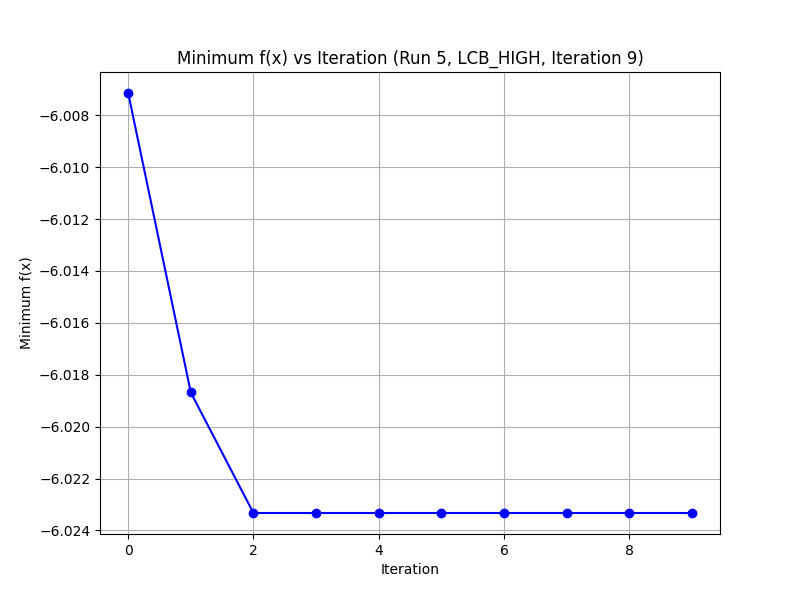 Minimum f(x) vs Iteration (Run 5, LCB_HIGH, Iteration 9)
Minimum f(x)
−6.008
−6.010
−6.012
−6.014
−6.016
−6.018
−6.020
−6.022
−6.024
0 2 4 6 8
Iteration